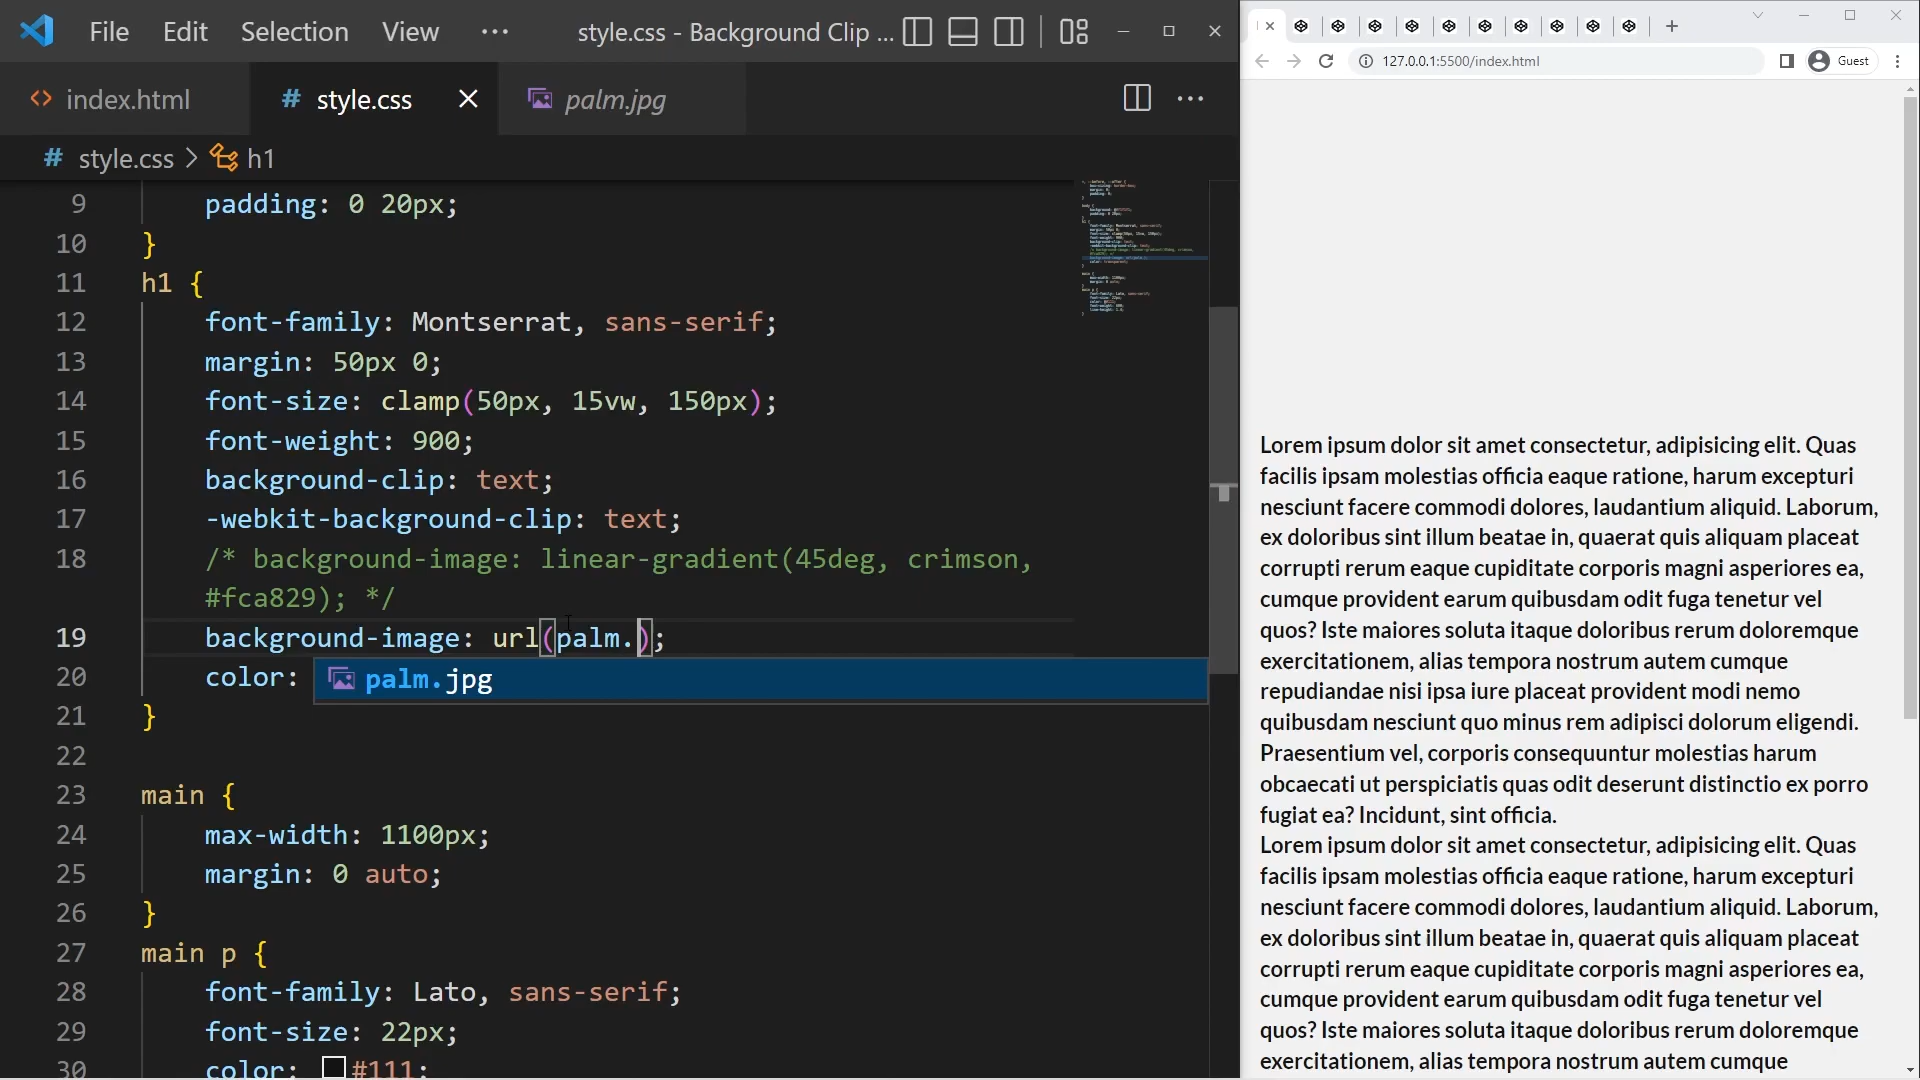 File Edit Selection View ··· style.css - Background Clip ...
index.html # style.css palm.jpg
# style.css > h1
9 padding: 0 20px;
10 }
11 h1 {
12 font-family: Montserrat, sans-serif;
13 margin: 50px 0;
14 font-size: clamp(50px, 15vw, 150px);
15 font-weight: 900;
16 background-clip: text;
17 -webkit-background-clip: text;
18 /* background-image: linear-gradient(45deg, crimson,
#fca829); */
19 background-image: url(palm.);
20 color:
palm.jpg
21 }
22
23 main {
24 max-width: 1100px;
25 margin: 0 auto;
26 }
27 main p {
28 font-family: Lato, sans-serif;
29 font-size: 22px;
30 color: #111;
127.0.0.1:5500/index.html Guest
Lorem ipsum dolor sit amet consectetur, adipisicing elit. Quas
facilis ipsam molestias officia eaque ratione, harum excepturi
nesciunt facere commodi dolores, laudantium aliquid. Laborum,
ex doloribus sint illum beatae in, quaerat quis aliquam placeat
corrupti rerum eaque cupiditate corporis magni asperiores ea,
cumque provident earum quibusdam odit fuga tenetur vel
quos? Iste maiores soluta itaque doloribus rerum doloremque
exercitationem, alias tempora nostrum autem cumque
repudiandae nisi ipsa iure placeat provident modi nemo
quibusdam nesciunt quo minus rem adipisci dolorum eligendi.
Praesentium vel, corporis consequuntur molestias harum
obcaecati ut perspiciatis quas odit deserunt distinctio ex porro
fugiat ea? Incidunt, sint officia.
Lorem ipsum dolor sit amet consectetur, adipisicing elit. Quas
facilis ipsam molestias officia eaque ratione, harum excepturi
nesciunt facere commodi dolores, laudantium aliquid. Laborum,
ex doloribus sint illum beatae in, quaerat quis aliquam placeat
corrupti rerum eaque cupiditate corporis magni asperiores ea,
cumque provident earum quibusdam odit fuga tenetur vel
quos? Iste maiores soluta itaque doloribus rerum doloremque
exercitationem, alias tempora nostrum autem cumque